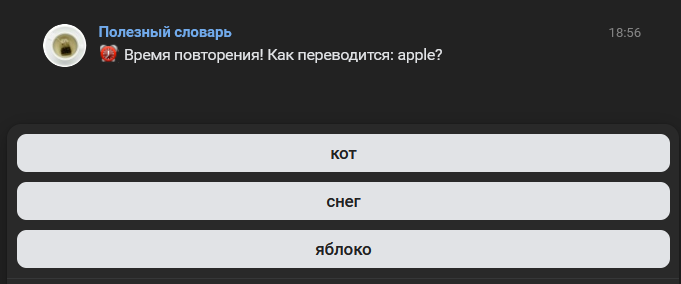 Полезный словарь 18:56
⏰ Время повторения! Как переводится: apple?
кот
снег
яблоко